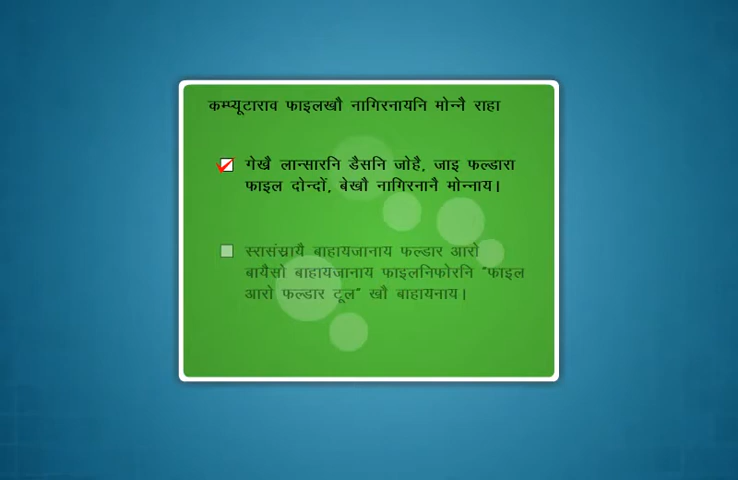 कम्प्यूटाराव फाइलखौ नागिरनायनि मोन्नै राहा
गेखै लान्सारनि डैसनि जोहै, जाइ फल्डारा
फाइल दोन्दों, बेखौ नागिरनानै मोन्नाय।
स्रासंस्रायै बाहायजानाय फल्डार आरो
बायैसो बाहायजानाय फाइलनिफोरनि "फाइल
आरो फल्डार टूल" खौ बाहायनाय।